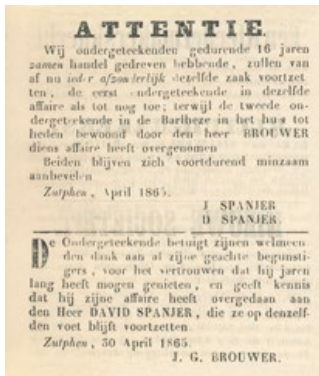 ATTENTIE.
Wij ondergeteekenden gedurende 16 jaren
zamen handel gedreven hebbende, zullen van
af nu ieder afzonderlijk dezelfde zaak voortzet
ten, de eerst ondergeteekende in dezelfde
affaire als tot nog toe; terwijl de tweede on-
dergeteekende in de Barlheze in het huis tot
heden bewoond door den heer BROUWER
diens affaire heeft overgenomen
Beiden blijven zich voortdurend minzaam
aanbevelen
Zutphen, April 1865.
J SPANJER
D SPANJER.
De Ondergeteekende betuigt zijnen welmeen
den dank aan al zijne geachte begunsti-
gers, voor het vertrouwen dat hij jaren
lang heeft mogen genieten, en geeft kennis
dat hij zijne affaire heeft overgedaan aan
den Heer DAVID SPANJER, die ze op denzelf-
den voet blijft voortzetten.
Zutphen, 30 April 1865.
J. G. BROUWER.